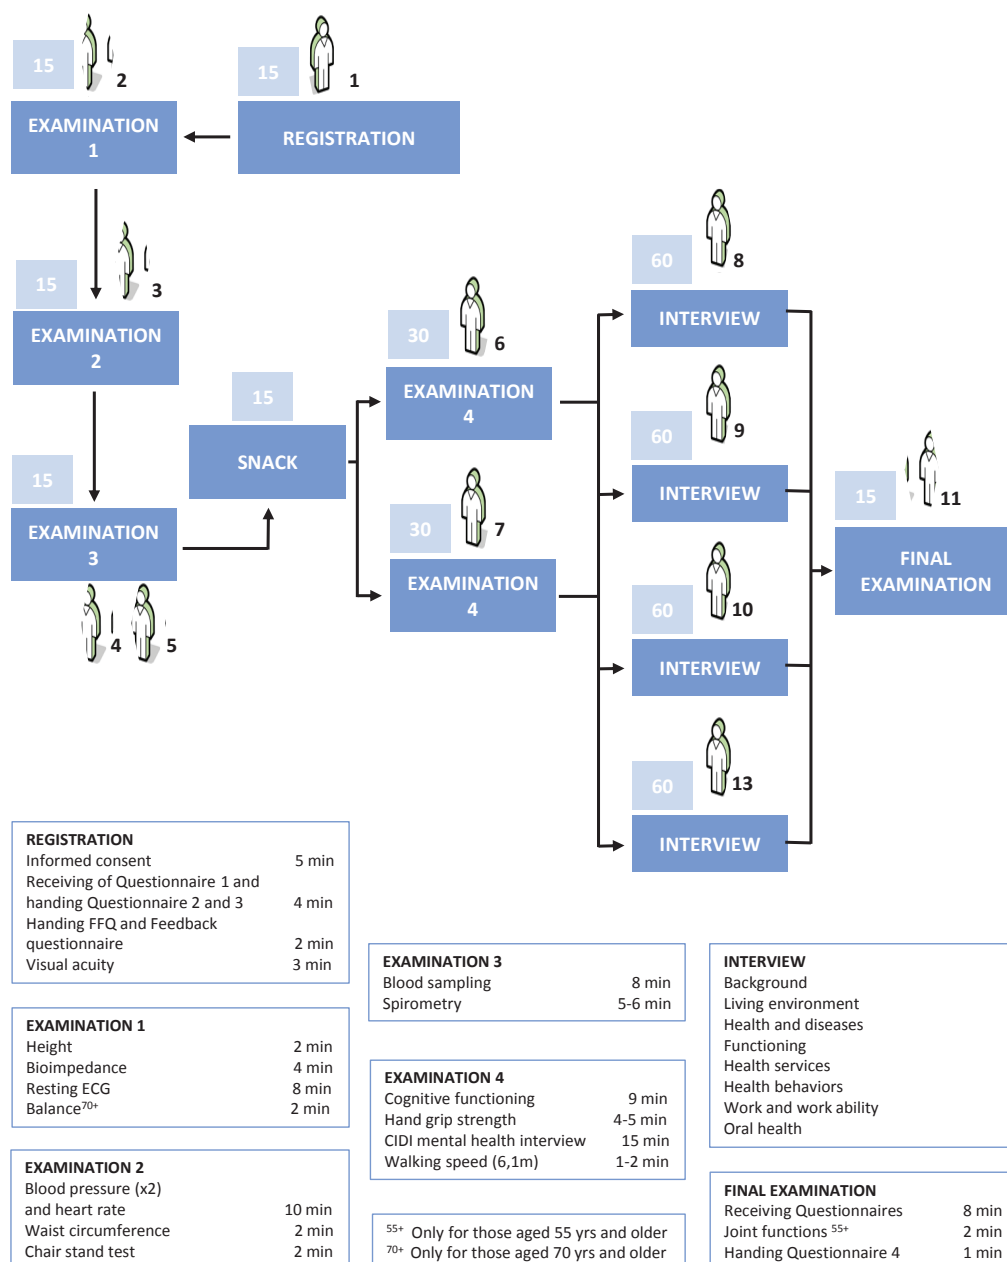 15
2
15
1
EXAMINATION
1
REGISTRATION
15
3
EXAMINATION
2
15
EXAMINATION
3
4
5
15
SNACK
30
6
EXAMINATION
4
30
7
EXAMINATION
4
60
8
INTERVIEW
60
9
INTERVIEW
60
10
INTERVIEW
60
13
INTERVIEW
15
11
FINAL
EXAMINATION
REGISTRATION
Informed consent 5 min
Receiving of Questionnaire 1 and
handing Questionnaire 2 and 3 4 min
Handing FFQ and Feedback
questionnaire 2 min
Visual acuity 3 min
EXAMINATION 1
Height 2 min
Bioimpedance 4 min
Resting ECG 8 min
Balance70+ 2 min
EXAMINATION 2
Blood pressure (x2)
and heart rate 10 min
Waist circumference 2 min
Chair stand test 2 min
EXAMINATION 3
Blood sampling 8 min
Spirometry 5-6 min
EXAMINATION 4
Cognitive functioning 9 min
Hand grip strength 4-5 min
CIDI mental health interview 15 min
Walking speed (6,1m) 1-2 min
55+ Only for those aged 55 yrs and older
70+ Only for those aged 70 yrs and older
INTERVIEW
Background
Living environment
Health and diseases
Functioning
Health services
Health behaviors
Work and work ability
Oral health
FINAL EXAMINATION
Receiving Questionnaires 8 min
Joint functions 55+ 2 min
Handing Questionnaire 4 1 min